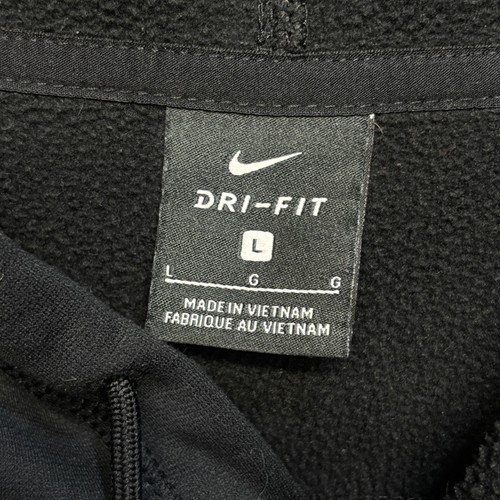 DRI-FIT
L
L G G
MADE IN VIETNAM
FABRIQUE AU VIETNAM